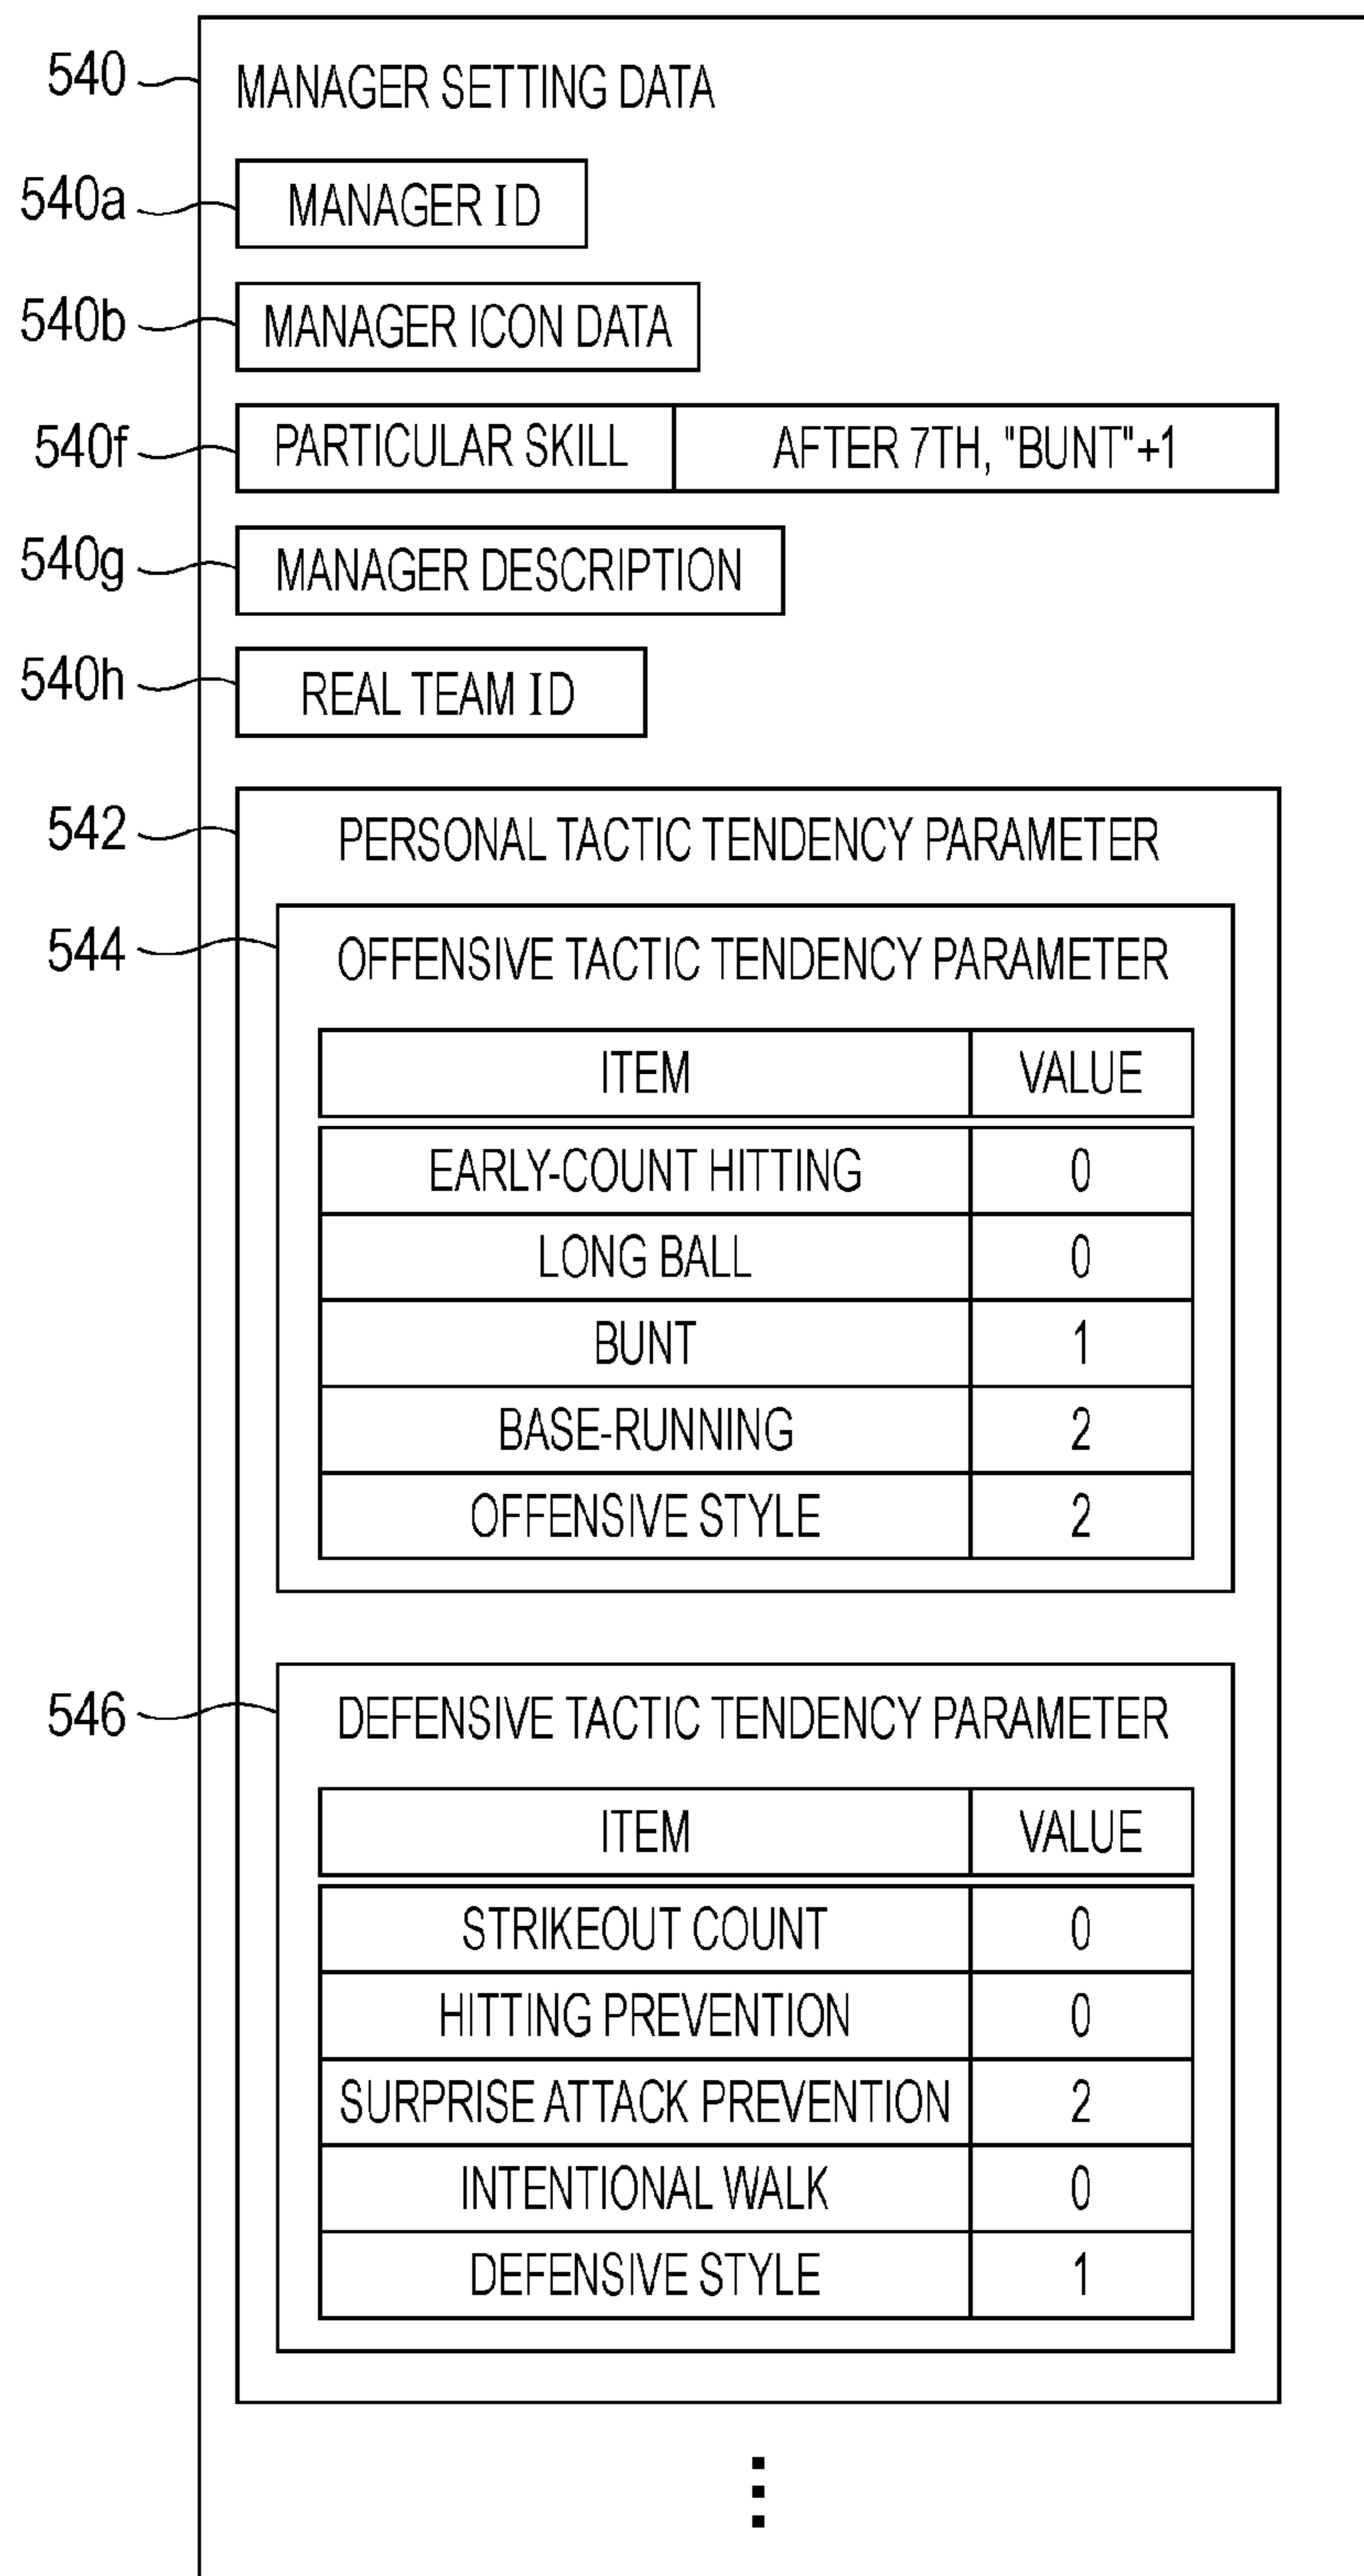 540 MANAGER SETTING DATA
540a MANAGER ID
540b MANAGER ICON DATA
540f PARTICULAR SKILL AFTER 7TH, "BUNT"+1
540g MANAGER DESCRIPTION
540h REAL TEAM ID
542 PERSONAL TACTIC TENDENCY PARAMETER
544 OFFENSIVE TACTIC TENDENCY PARAMETER
ITEM VALUE
EARLY-COUNT HITTING 0
LONG BALL 0
BUNT 1
BASE-RUNNING 2
OFFENSIVE STYLE 2
546 DEFENSIVE TACTIC TENDENCY PARAMETER
ITEM VALUE
STRIKEOUT COUNT 0
HITTING PREVENTION 0
SURPRISE ATTACK PREVENTION 2
INTENTIONAL WALK 0
DEFENSIVE STYLE 1